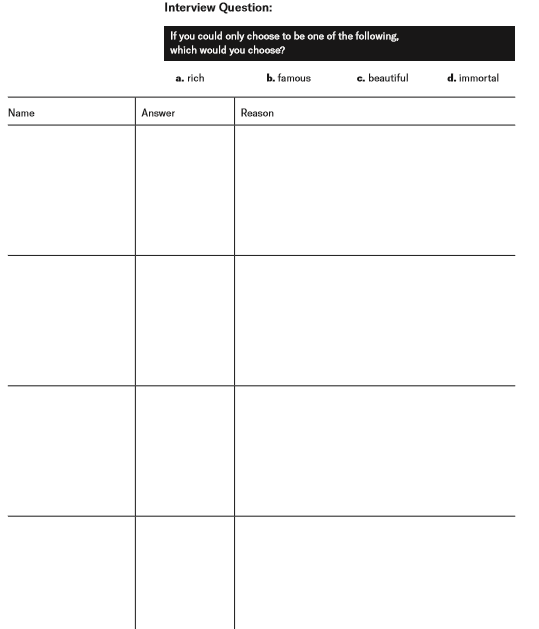 Interview Question:
If you could only choose to be one of the following,
which would you choose?
a. rich b. famous c. beautiful d. immortal
Name Answer Reason